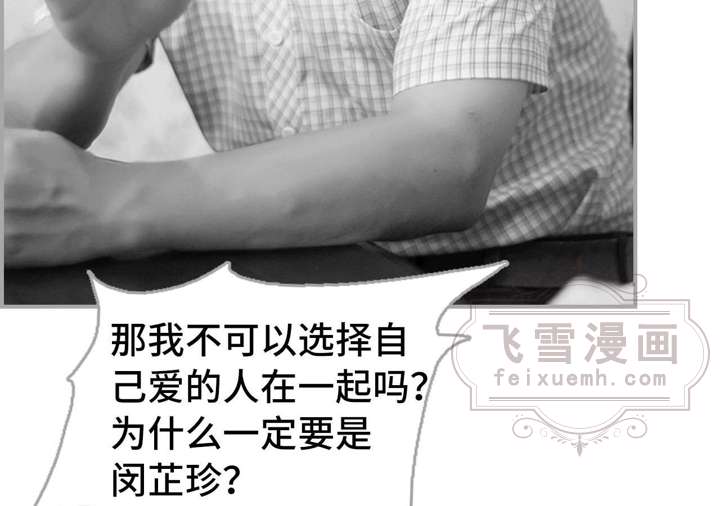 那我不可以选择自
己爱的人在一起吗？
为什么一定要是
闵芷珍？
飞雪漫画
feixuemh.com